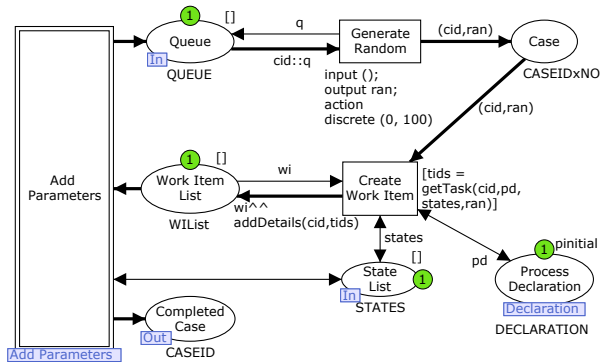 1
[]
q
Queue
Generate
Random
(cid,ran)
Case
In
cid::q
QUEUE
input ();
output ran;
action
discrete (0, 100)
CASEIDxNO
(cid,ran)
1
[]
wi
Add
Parameters
Work Item
List
Create
Work Item
[tids =
getTask(cid,pd,
states,ran)]
WIList
wi^^
addDetails(cid,tids)
states
[]
pd
1
pinitial
State
List
1
Process
Declaration
In
STATES
Declaration
DECLARATION
Completed
Case
Out
CASEID
Add Parameters